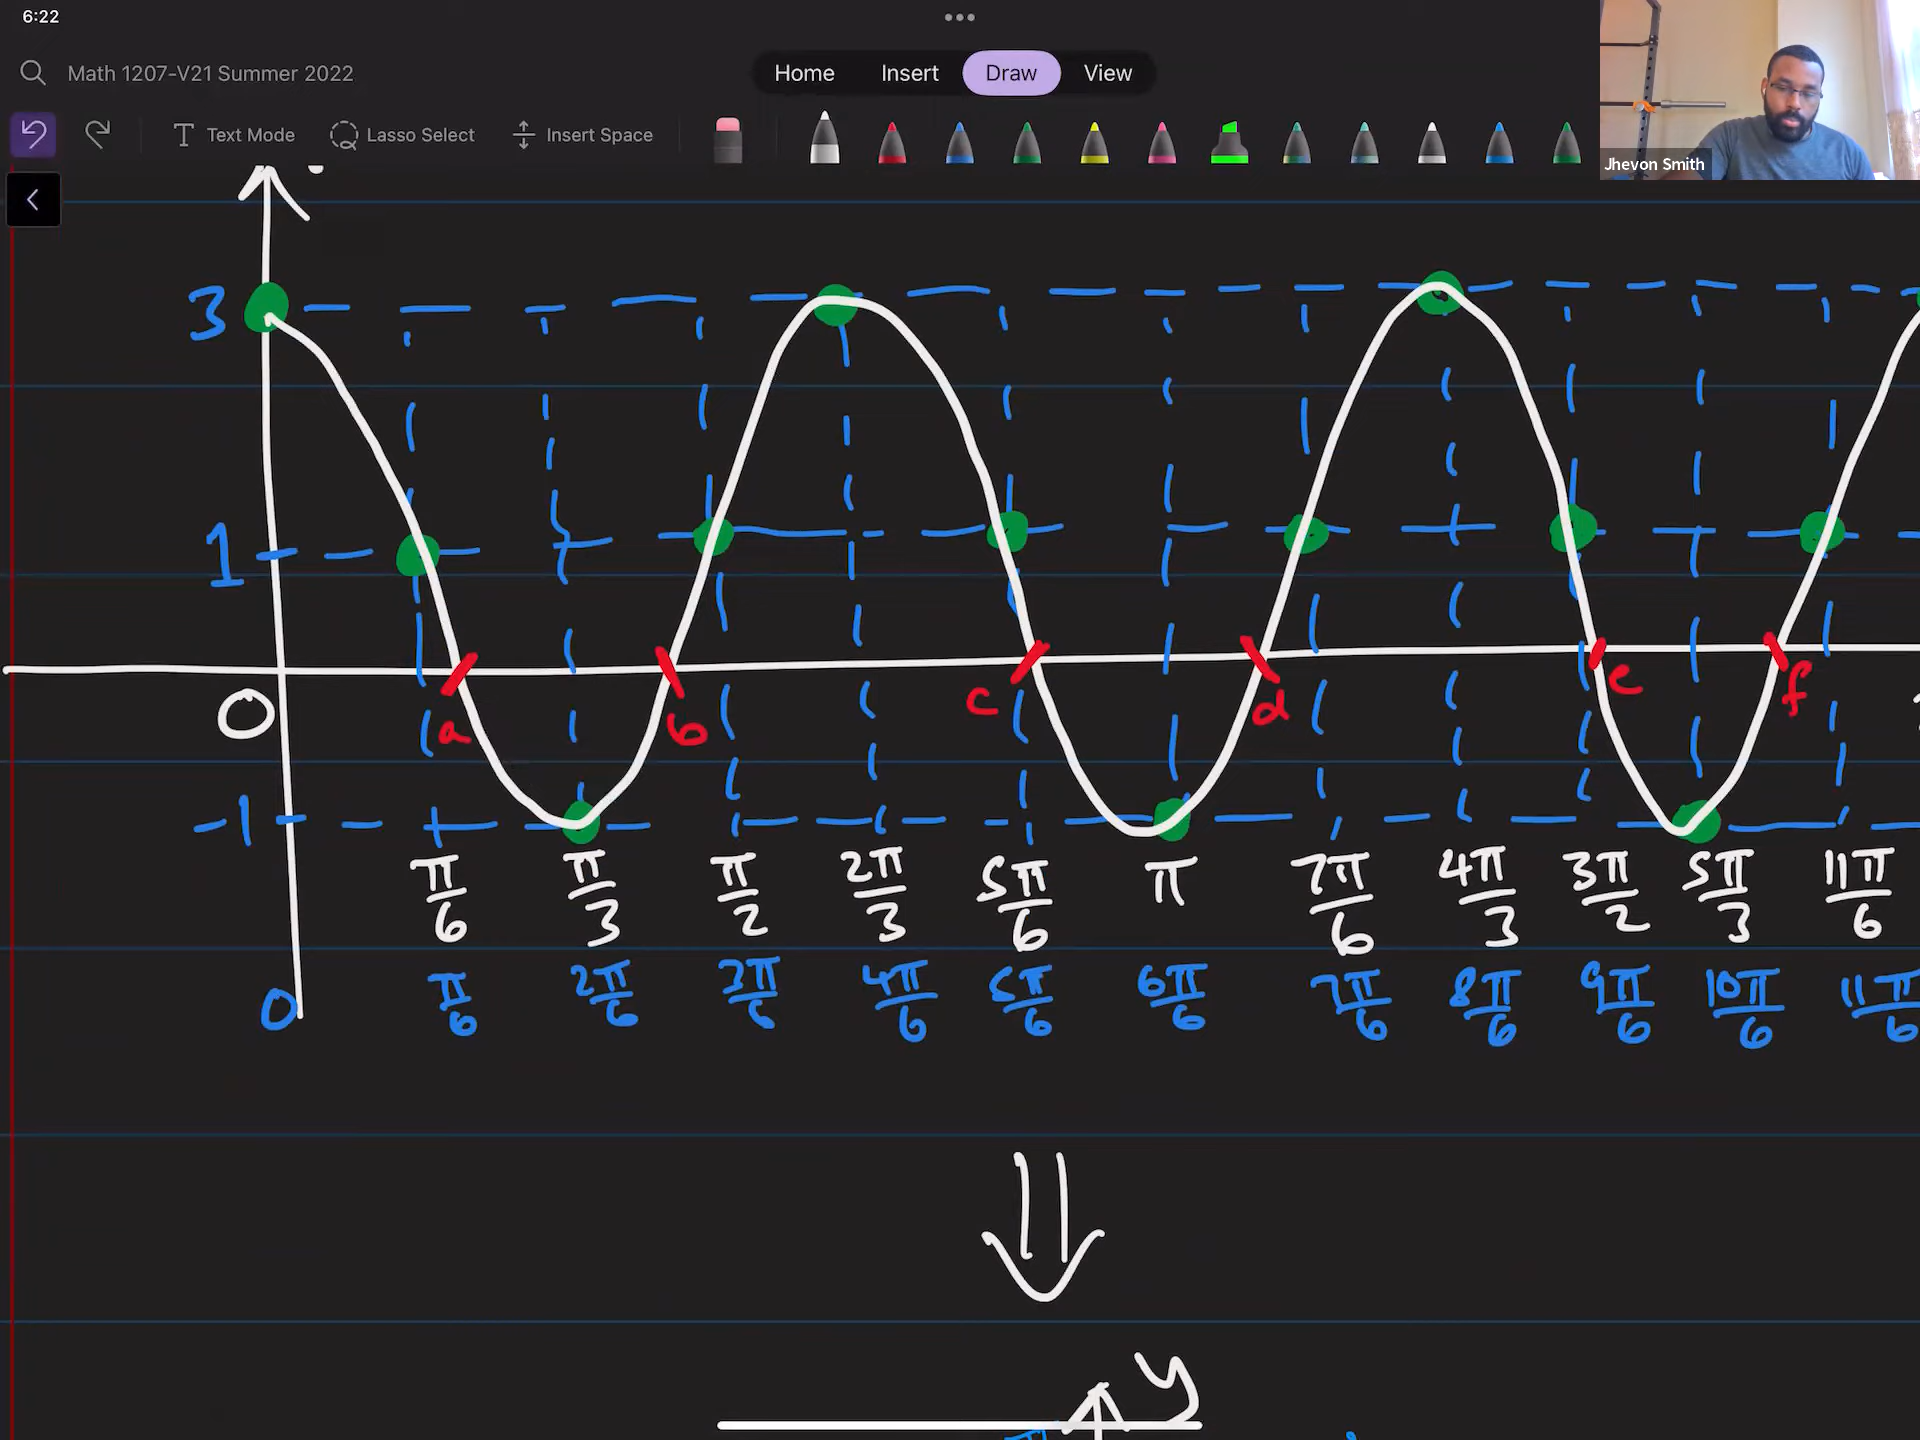 6:22
Math 1207-V21 Summer 2022
Home Insert Draw View
Text Mode Lasso Select Insert Space
Jhevon Smith
3
1
0
a b c d e f
-1
π/6 π/3 π/2 2π/3 5π/6 π 7π/6 4π/3 3π/2 5π/3 11π/6
0 π/6 2π/6 3π/6 4π/6 5π/6 6π/6 7π/6 8π/6 9π/6 10π/6 11π/6
y